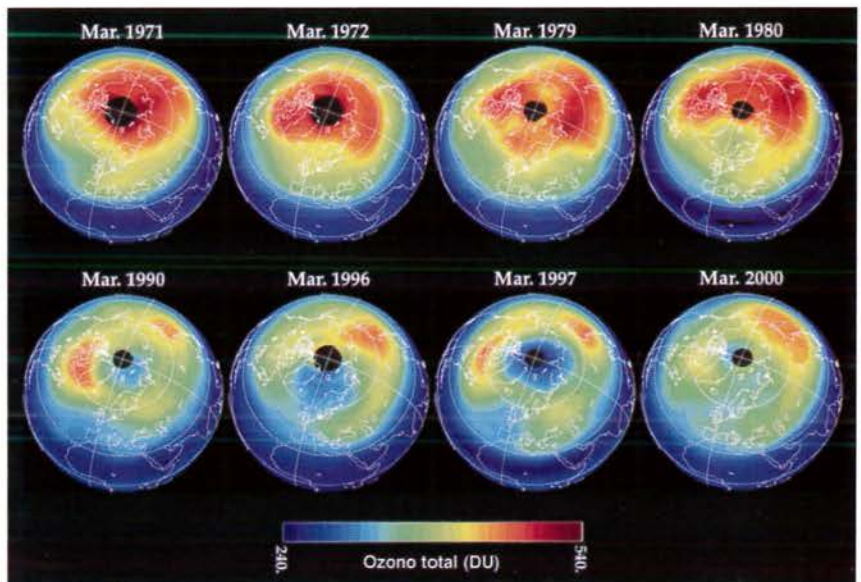 Mar. 1971 Mar. 1972 Mar. 1979 Mar. 1980
Mar. 1990 Mar. 1996 Mar. 1997 Mar. 2000
240. Ozono total (DU) 540.